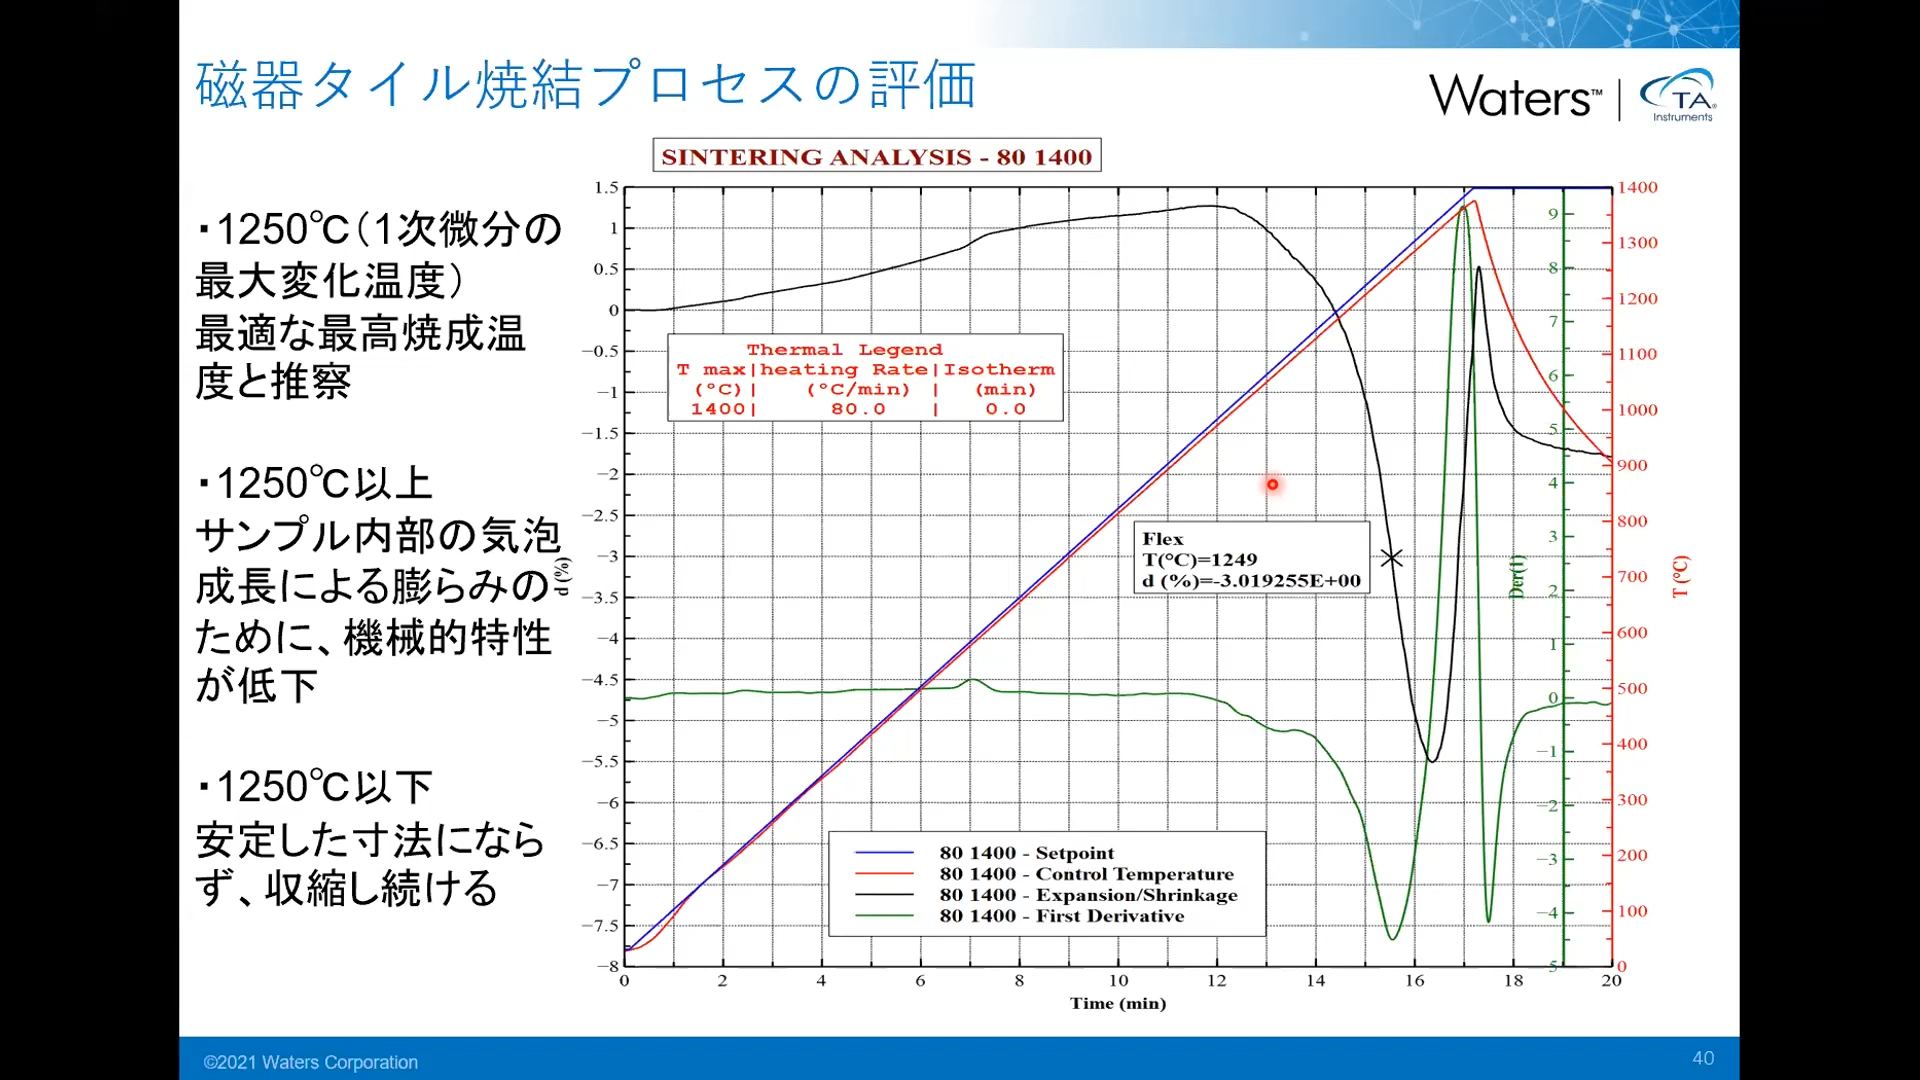 磁器タイル焼結プロセスの評価
Waters™
TA
Instruments
・1250℃(1次微分の
最大変化温度)
最適な最高焼成温
度と推察
・1250℃以上
サンプル内部の気泡
成長による膨らみの
ために、機械的特性
が低下
・1250℃以下
安定した寸法になら
ず、収縮し続ける
SINTERING ANALYSIS - 80 1400
1.5
1
0.5
0
−0.5
−1
−1.5
−2
−2.5
−3
−3.5
−4
−4.5
−5
−5.5
−6
−6.5
−7
−7.5
−8
d (%)
Thermal Legend
T max|heating Rate|Isotherm
(°C)| (°C/min) | (min)
1400| 80.0 | 0.0
Flex
T(°C)=1249
d (%)=-3.019255E+00
80 1400 - Setpoint
80 1400 - Control Temperature
80 1400 - Expansion/Shrinkage
80 1400 - First Derivative
0 2 4 6 8 10 12 14 16 18 20
Time (min)
9
8
7
6
5
4
3
2
1
0
−1
−2
−3
−4
5
Der(1)
1400
1300
1200
1100
1000
900
800
700
600
500
400
300
200
100
0
T (°C)
©2021 Waters Corporation
40